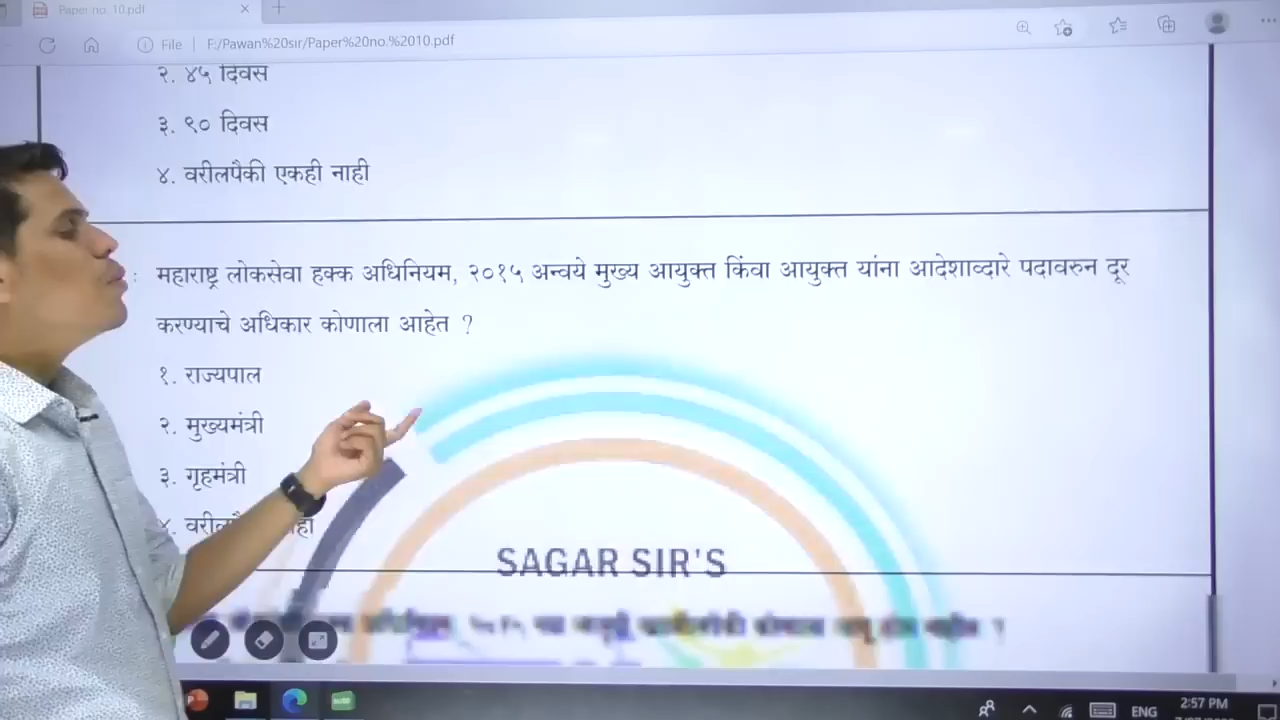 Paper no. 10.pdf
File
F:/Pawan%20sir/Paper%20no.%2010.pdf
२. ४५ दिवस
३. ९० दिवस
४. वरीलपैकी एकही नाही
महाराष्ट्र लोकसेवा हक्क अधिनियम, २०१५ अन्वये मुख्य आयुक्त किंवा आयुक्त यांना आदेशाव्दारे पदावरुन दूर
करण्याचे अधिकार कोणाला आहेत ?
१. राज्यपाल
२. मुख्यमंत्री
३. गृहमंत्री
SAGAR SIR'S
ENG
2:57 PM